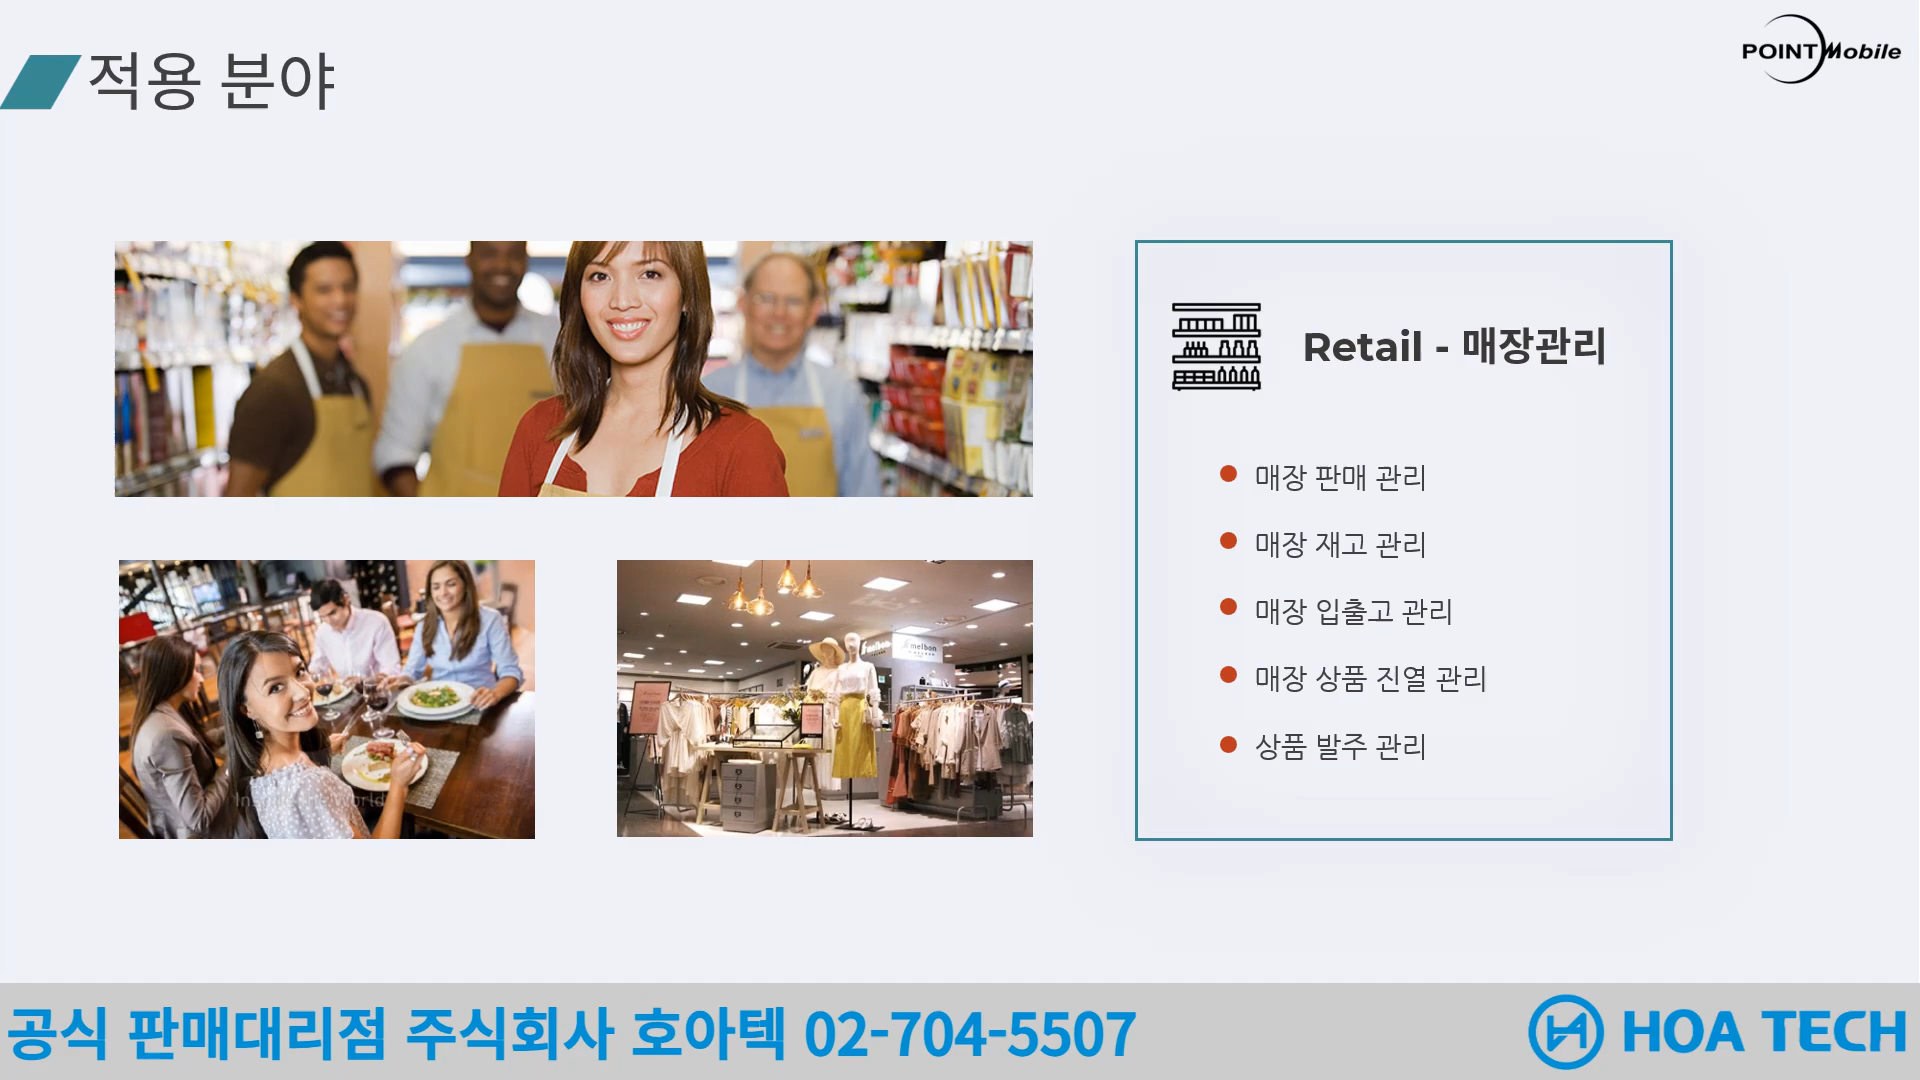 적용 분야
POINT Mobile
Retail - 매장관리
매장 판매 관리
매장 재고 관리
매장 입출고 관리
매장 상품 진열 관리
상품 발주 관리
melbon
공식 판매대리점 주식회사 호아텍 02-704-5507
HOA TECH